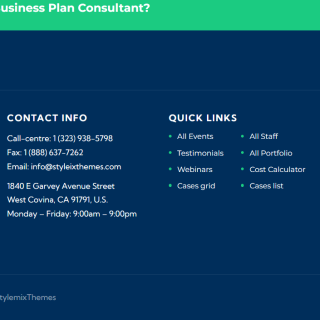 usiness Plan Consultant?
CONTACT INFO
Call-centre: 1 (323) 938-5798
Fax: 1 (888) 637-7262
Email: info@styleixthemes.com
1840 E Garvey Avenue Street
West Covina, CA 91791, U.S.
Monday – Friday: 9:00am – 9:00pm
QUICK LINKS
All Events
All Staff
Testimonials
All Portfolio
Webinars
Cost Calculator
Cases grid
Cases list
tylemixThemes